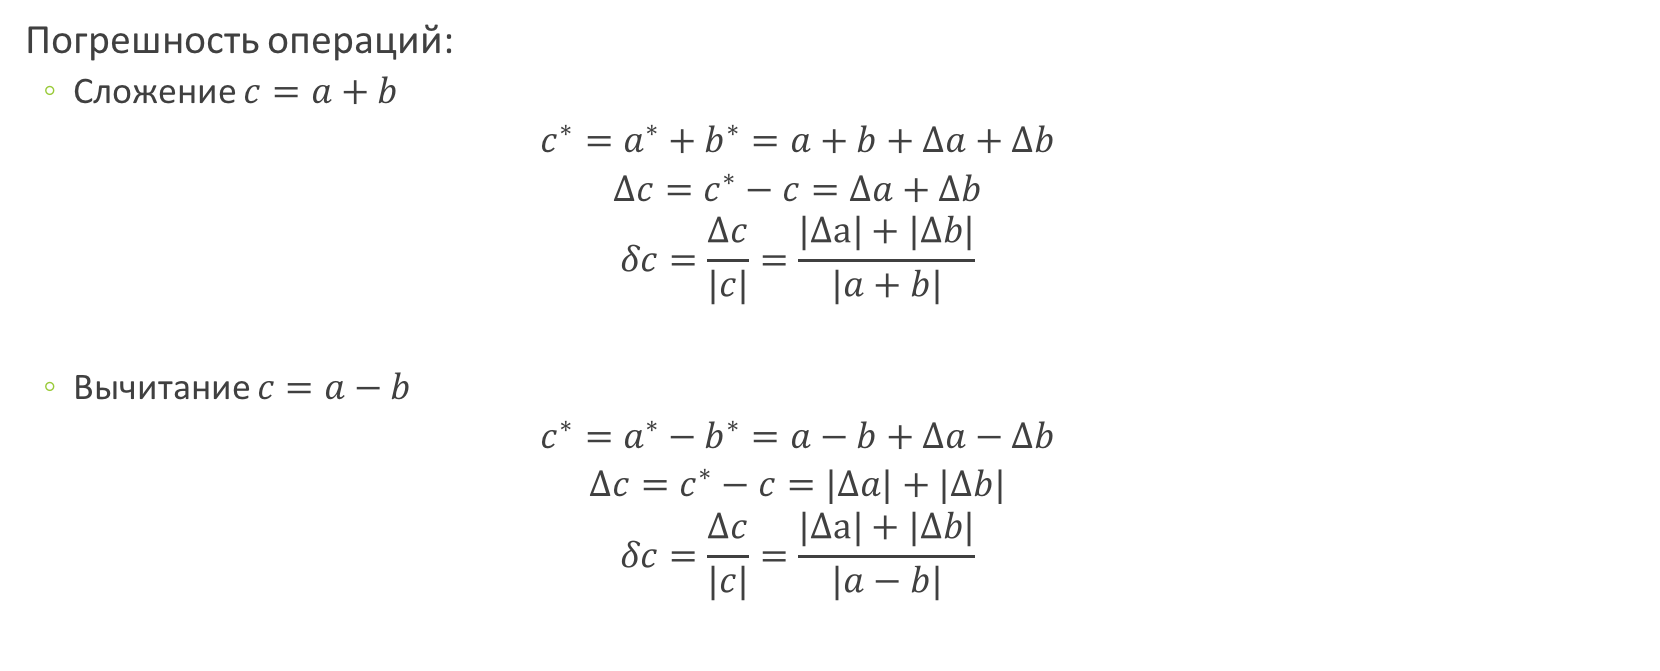 Погрешность операций:
◦ Сложение c = a + b
c* = a* + b* = a + b + Δa + Δb
Δc = c* − c = Δa + Δb
δc = Δc / |c| = |Δa| + |Δb| / |a + b|
◦ Вычитание c = a − b
c* = a* − b* = a − b + Δa − Δb
Δc = c* − c = |Δa| + |Δb|
δc = Δc / |c| = |Δa| + |Δb| / |a − b|